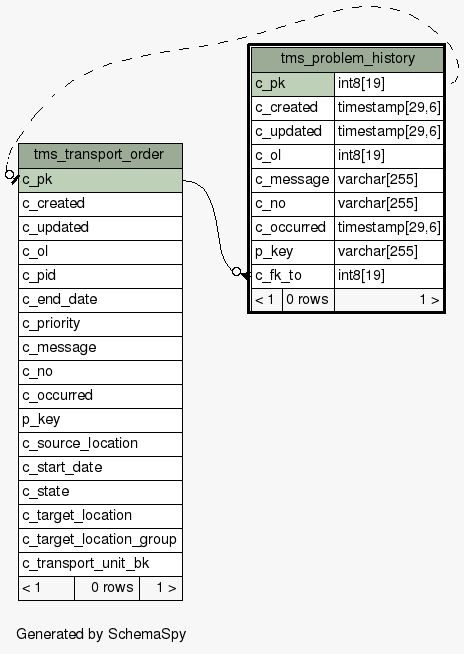 tms_problem_history
c_pk int8[19]
c_created timestamp[29,6]
c_updated timestamp[29,6]
c_ol int8[19]
c_message varchar[255]
c_no varchar[255]
c_occurred timestamp[29,6]
p_key varchar[255]
c_fk_to int8[19]
< 1 0 rows 1 >
tms_transport_order
c_pk
c_created
c_updated
c_ol
c_pid
c_end_date
c_priority
c_message
c_no
c_occurred
p_key
c_source_location
c_start_date
c_state
c_target_location
c_target_location_group
c_transport_unit_bk
< 1 0 rows 1 >
Generated by SchemaSpy